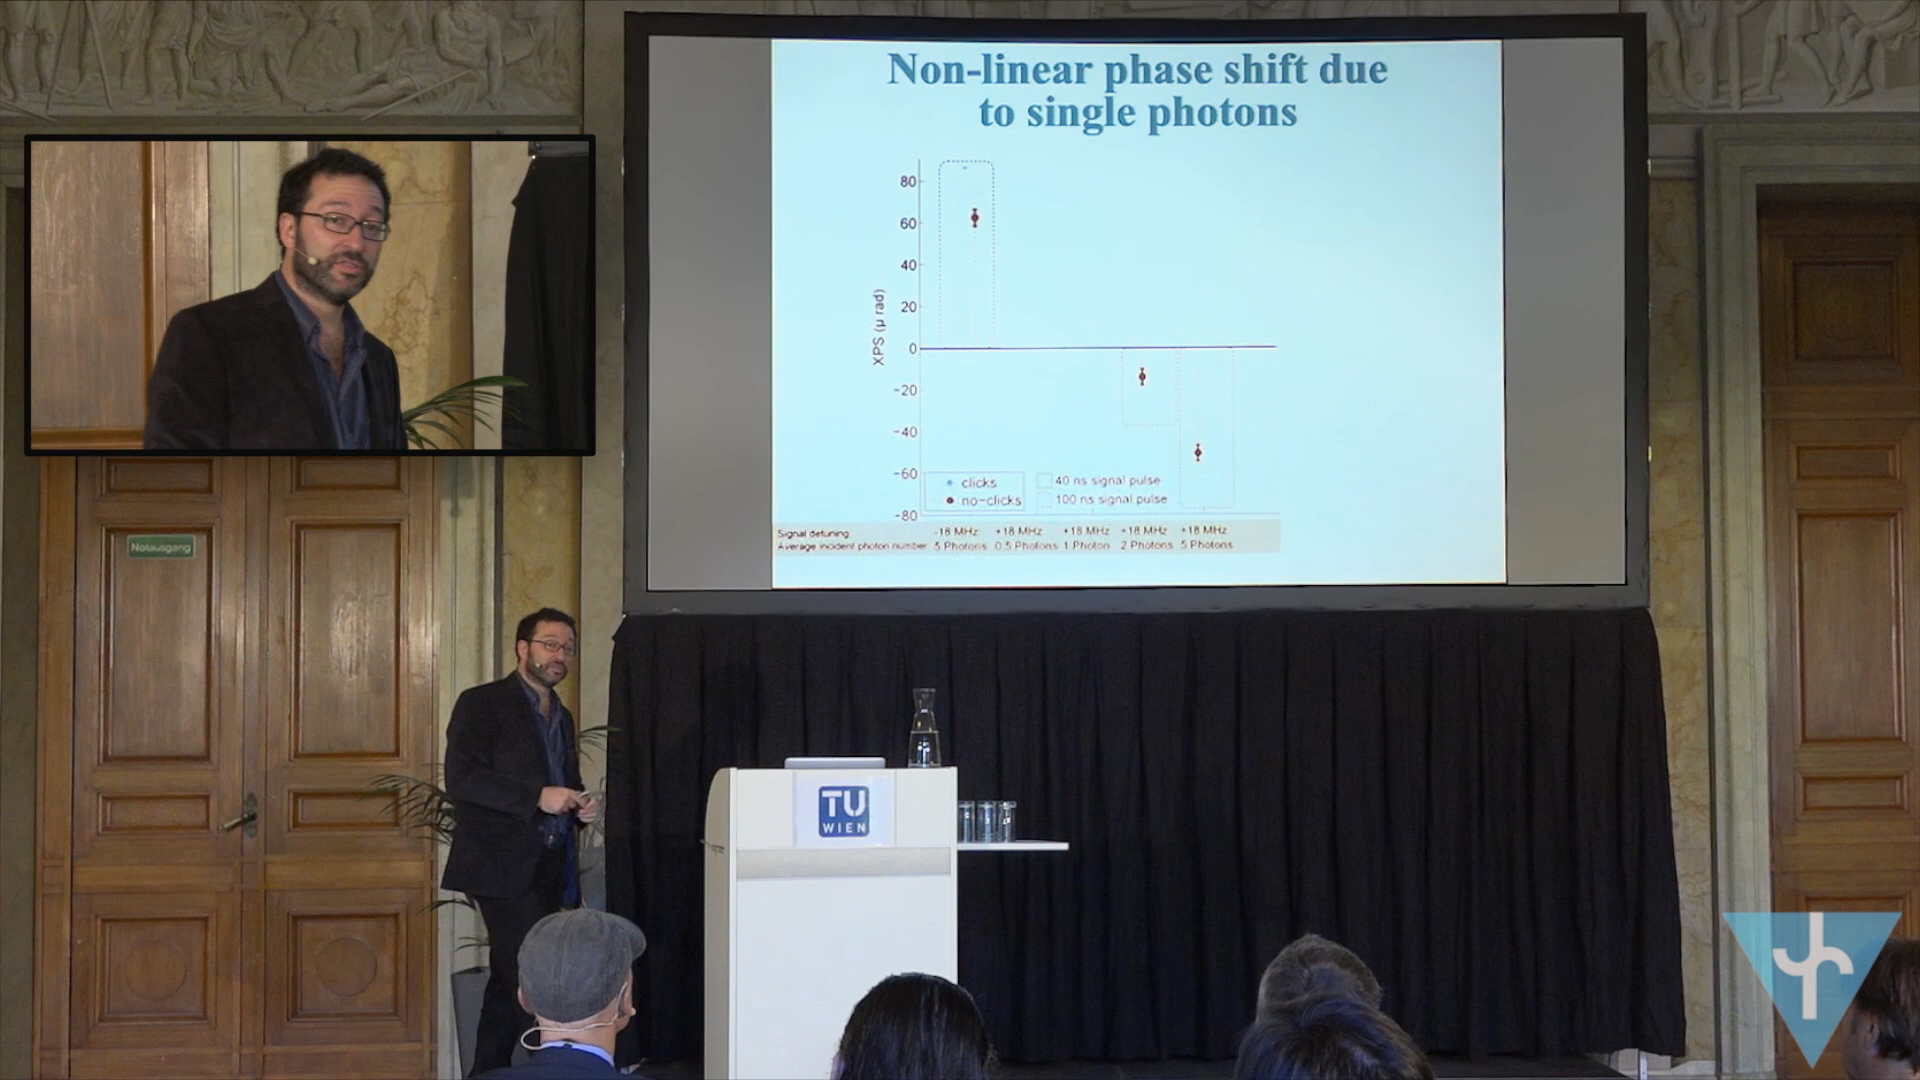 Non-linear phase shift due
to single photons
80
60
40
20
0
-20
-40
-60
-80
XPS (μ rad)
clicks
no-clicks
40 ns signal pulse
100 ns signal pulse
Signal detuning: -18 MHz +18 MHz +18 MHz +18 MHz +18 MHz
Average incident photon number: 5 Photons 0.5 Photons 1 Photon 2 Photons 5 Photons
Notausgang
TU
WIEN